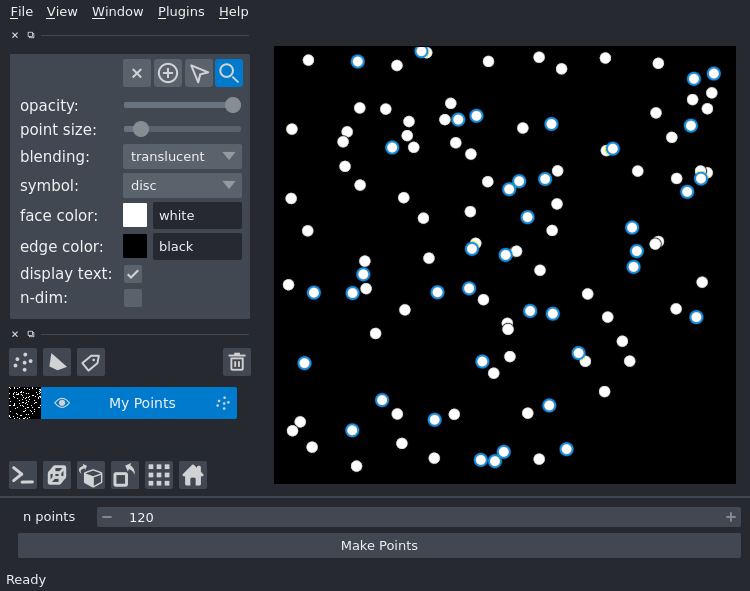 File View Window Plugins Help
opacity:
point size:
blending: translucent
symbol: disc
face color: white
edge color: black
display text:
n-dim:
My Points
n points 120
Make Points
Ready